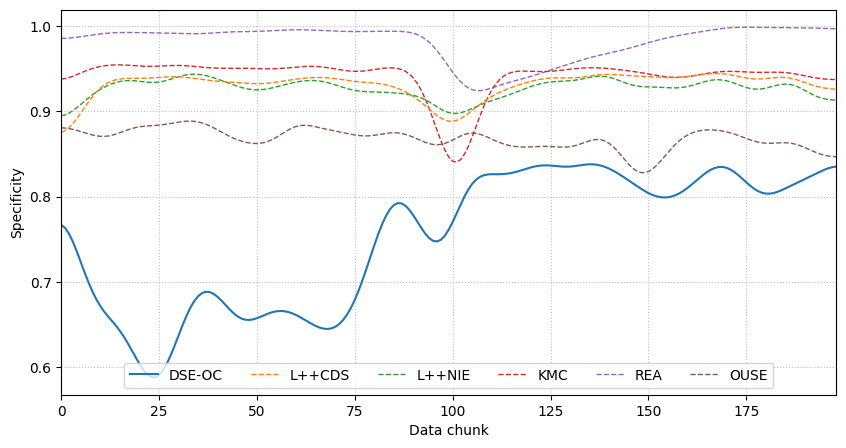 1.0
0.9
0.8
0.7
0.6
Specificity
DSE-OC L++CDS L++NIE KMC REA OUSE
0 25 50 75 100 125 150 175
Data chunk